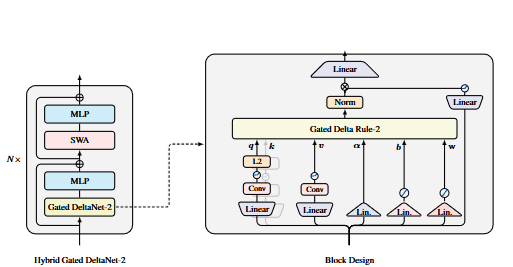 N×
MLP
SWA
MLP
Gated DeltaNet-2
Hybrid Gated DeltaNet-2
Linear
Norm
Linear
Gated Delta Rule-2
q k v α b w
L2
Conv Conv
Linear Linear Lin. Lin. Lin.
Block Design